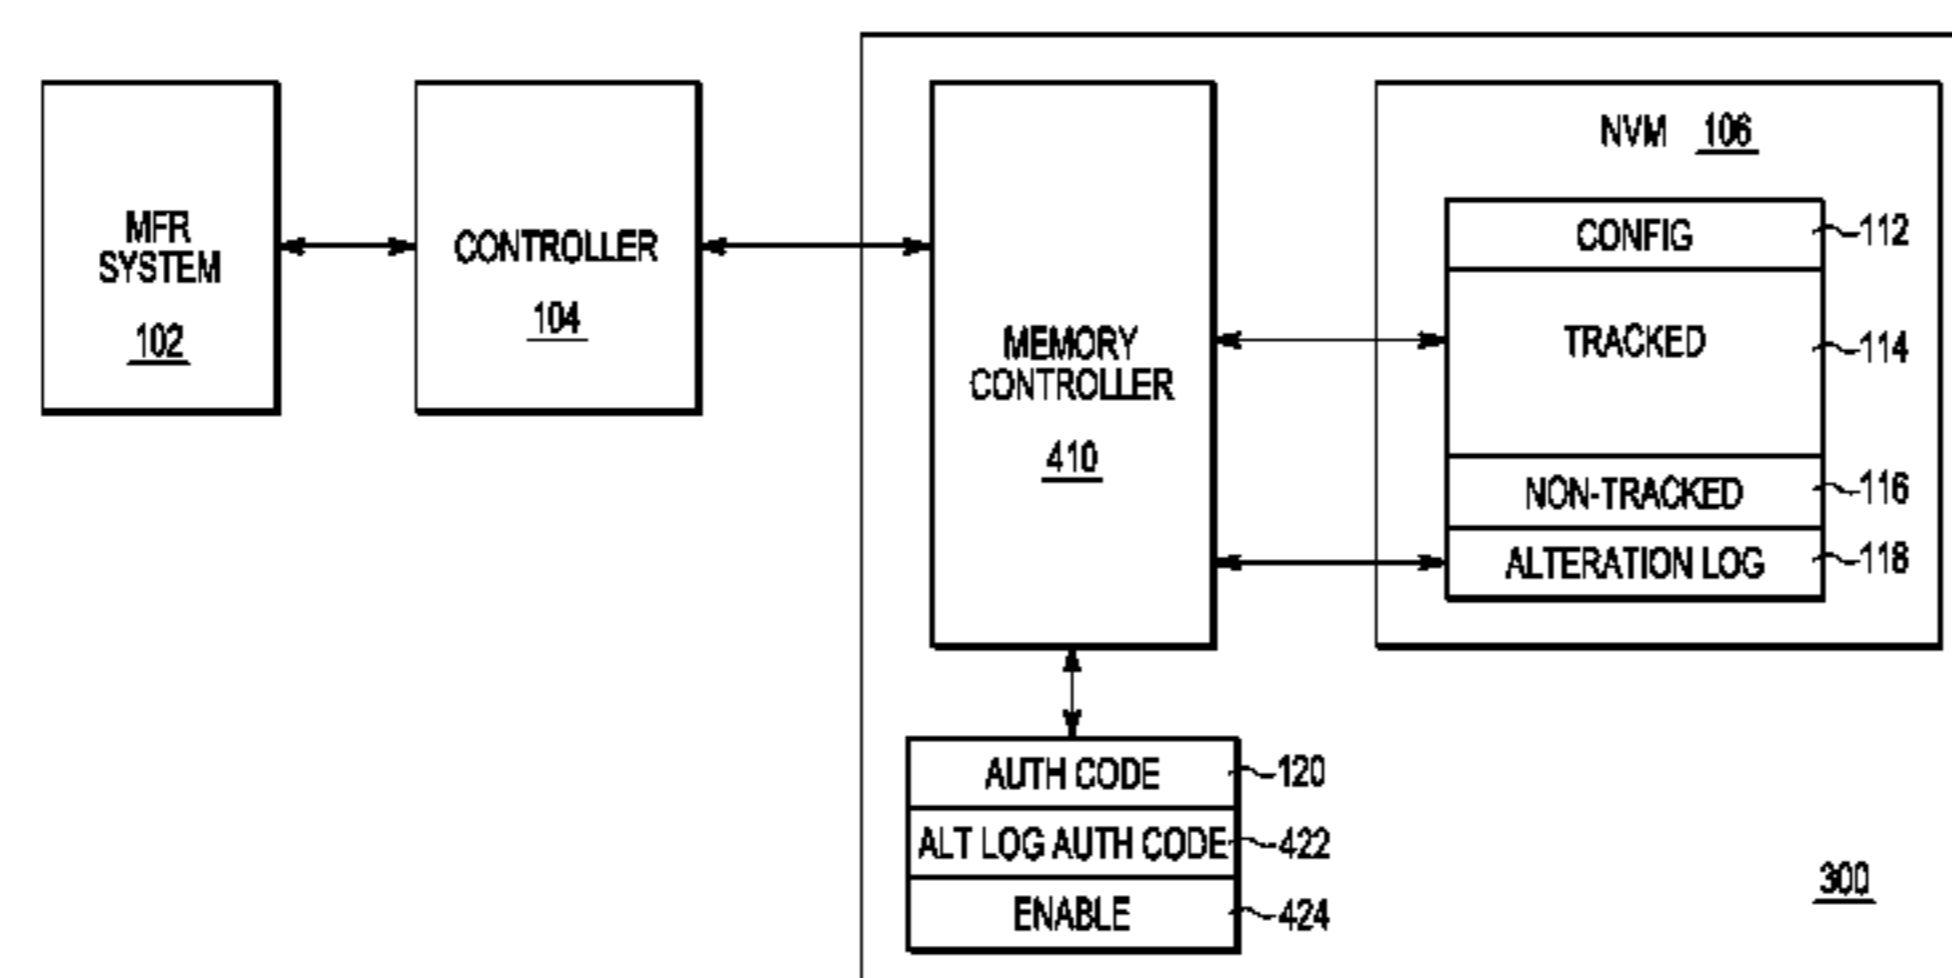 MFR
SYSTEM
102
CONTROLLER
104
MEMORY
CONTROLLER
410
NVM 106
CONFIG 112
TRACKED 114
NON-TRACKED 116
ALTERATION LOG 118
AUTH CODE 120
ALT LOG AUTH CODE 422
ENABLE 424
300